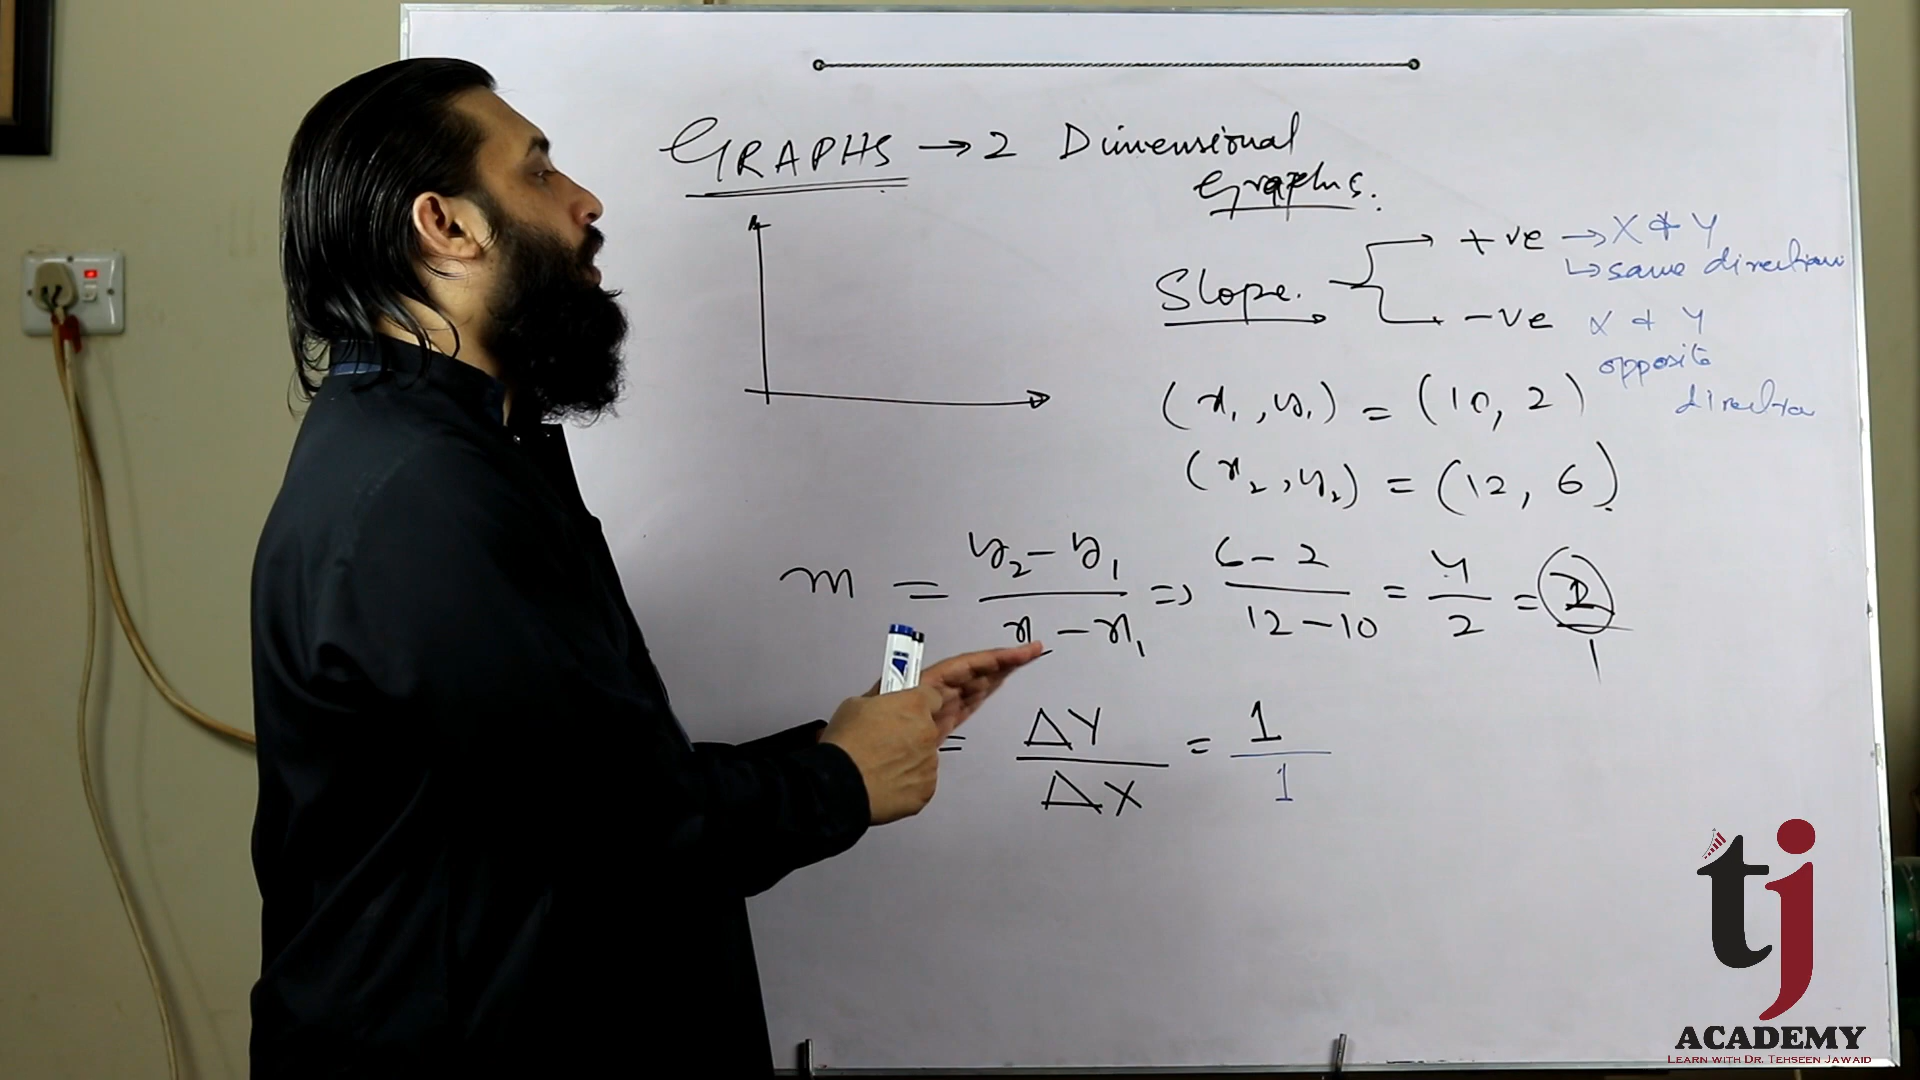 GRAPHS → 2 Dimensional
Graphs.
Slope. → +ve → X & Y
↳ same direction
-ve X & Y
opposite
direction
(x₁, y₁) = (10, 2)
(x₂, y₂) = (12, 6)
m = y₂ - y₁ / x - x₁ => 6 - 2 / 12 - 10 = 4 / 2 = 2 / 1
= ΔY / ΔX = 1 / 1
tj
ACADEMY
LEARN WITH DR. TEHSEEN JAWAID